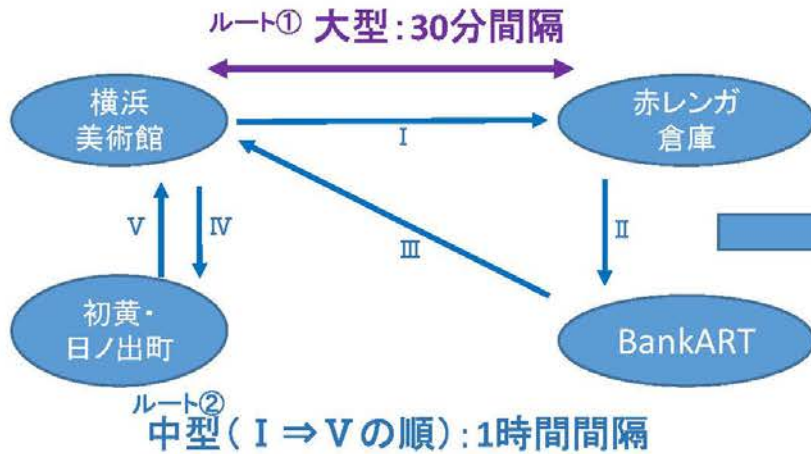 ルート① 大型:30分間隔
横浜
美術館
赤レンガ
倉庫
Ⅰ
Ⅴ
Ⅳ
Ⅲ
Ⅱ
初黄・
日ノ出町
BankART
ルート②
中型(Ⅰ⇒Ⅴの順):1時間間隔